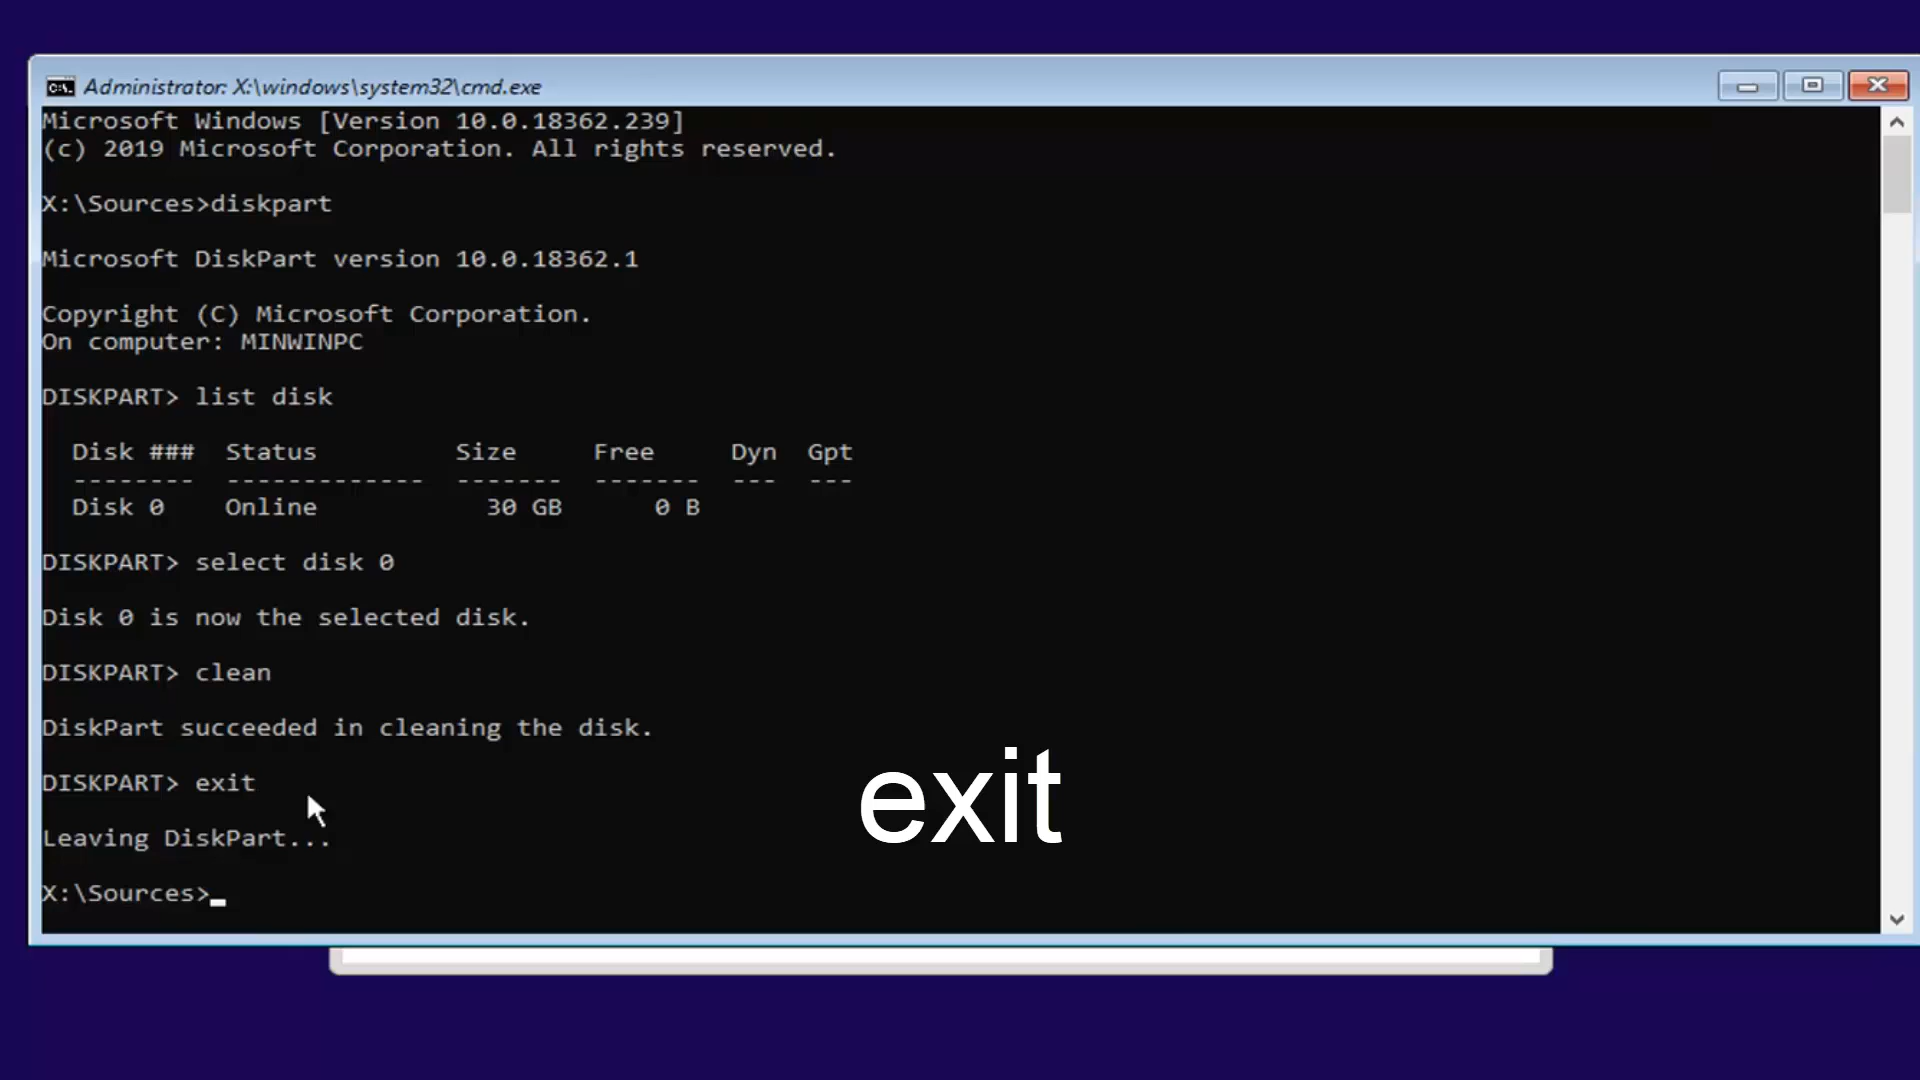 Administrator: X:\windows\system32\cmd.exe
Microsoft Windows [Version 10.0.18362.239]
(c) 2019 Microsoft Corporation. All rights reserved.
X:\Sources>diskpart
Microsoft DiskPart version 10.0.18362.1
Copyright (C) Microsoft Corporation.
On computer: MINWINPC
DISKPART> list disk
Disk ### Status Size Free Dyn Gpt
-------- ------------- ------- ------- --- ---
Disk 0 Online 30 GB 0 B
DISKPART> select disk 0
Disk 0 is now the selected disk.
DISKPART> clean
DiskPart succeeded in cleaning the disk.
DISKPART> exit
exit
Leaving DiskPart...
X:\Sources>